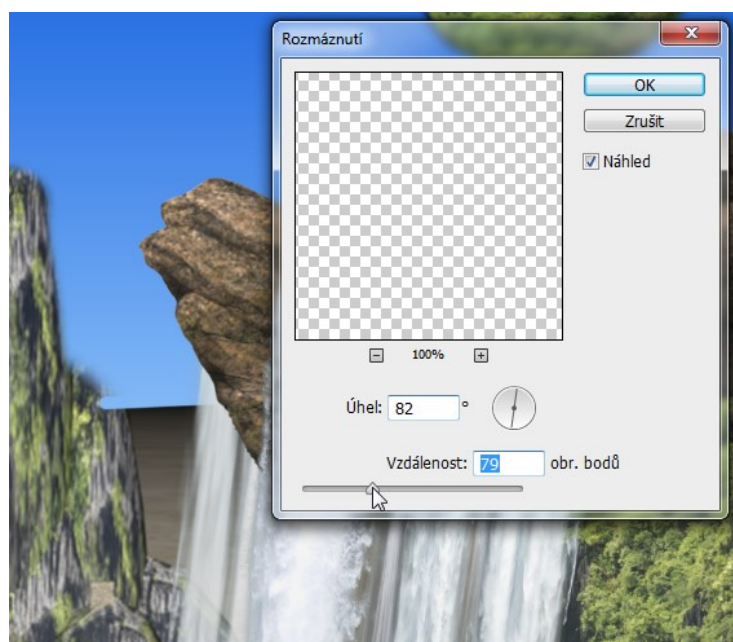 Rozmáznutí
OK
Zrušit
Náhled
100%
Úhel: 82 °
Vzdálenost: 79 obr. bodů